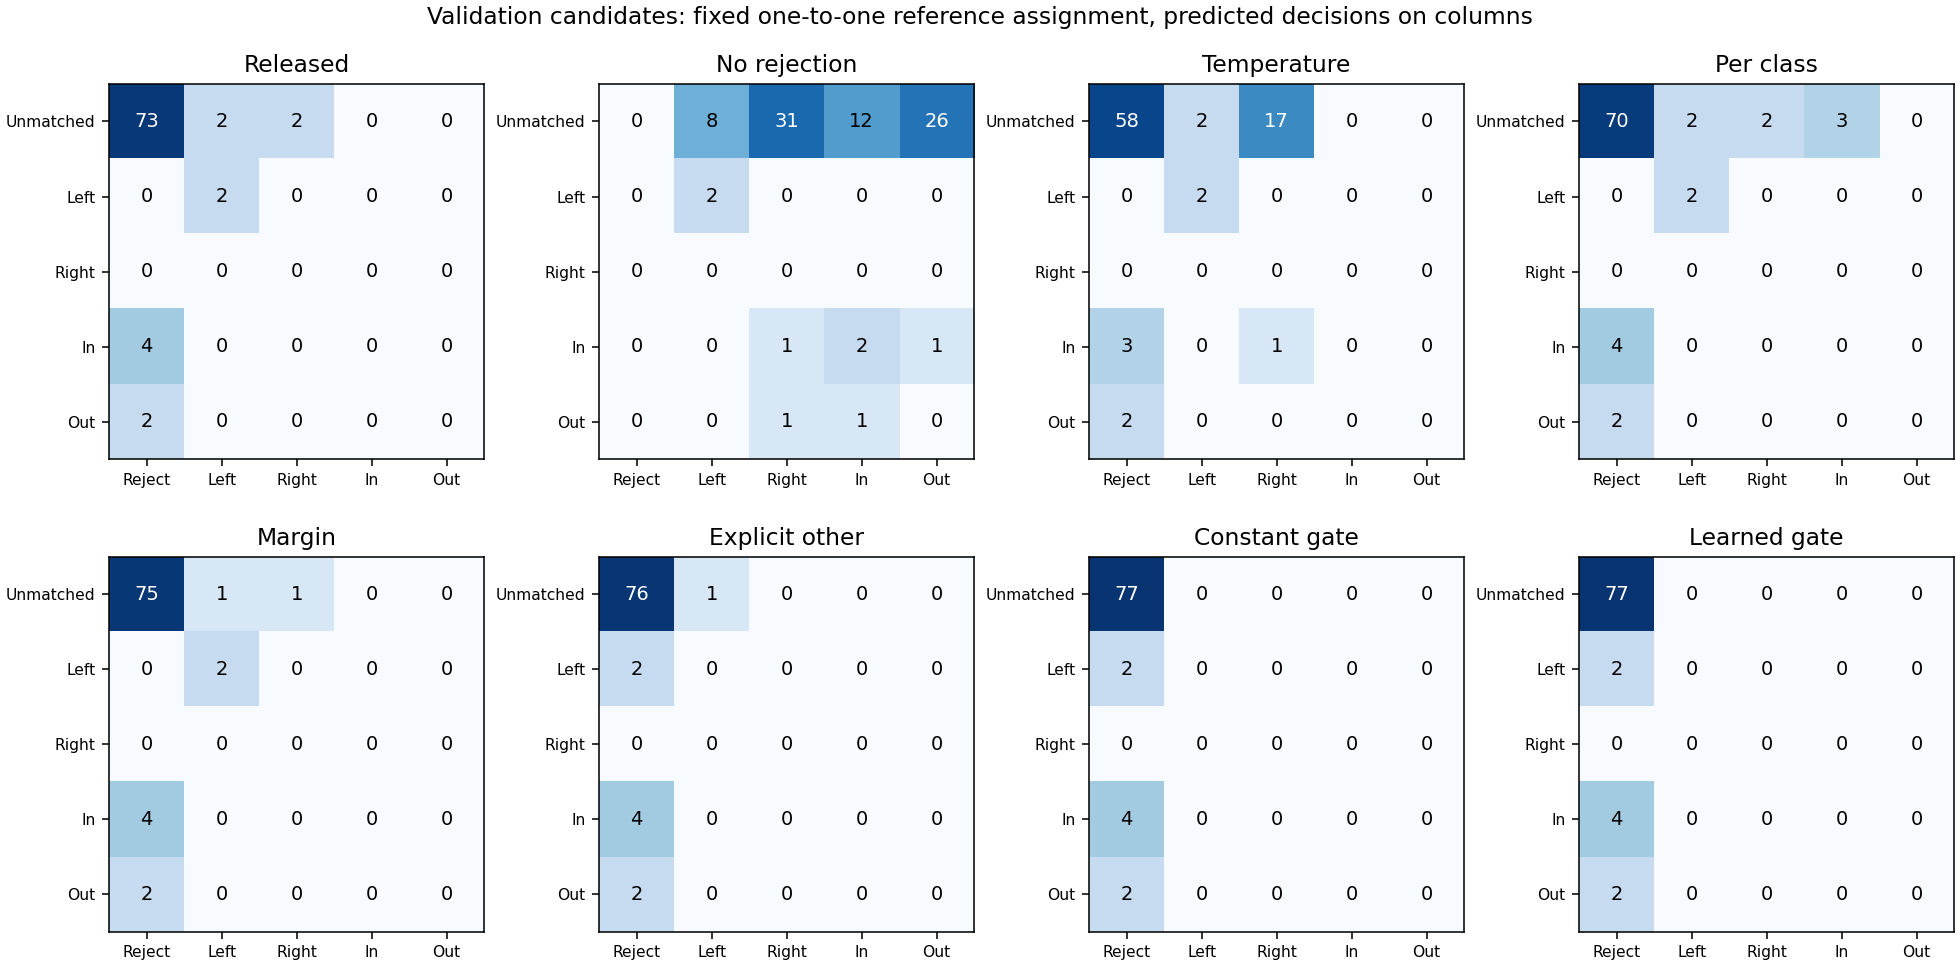 Validation candidates: fixed one-to-one reference assignment, predicted decisions on columns
Released No rejection Temperature Per class
Unmatched 73 2 2 0 0 Unmatched 0 8 31 12 26 Unmatched 58 2 17 0 0 Unmatched 70 2 2 3 0
Left 0 2 0 0 0 Left 0 2 0 0 0 Left 0 2 0 0 0 Left 0 2 0 0 0
Right 0 0 0 0 0 Right 0 0 0 0 0 Right 0 0 0 0 0 Right 0 0 0 0 0
In 4 0 0 0 0 In 0 0 1 2 1 In 3 0 1 0 0 In 4 0 0 0 0
Out 2 0 0 0 0 Out 0 0 1 1 0 Out 2 0 0 0 0 Out 2 0 0 0 0
Reject Left Right In Out Reject Left Right In Out Reject Left Right In Out Reject Left Right In Out
Margin Explicit other Constant gate Learned gate
Unmatched 75 1 1 0 0 Unmatched 76 1 0 0 0 Unmatched 77 0 0 0 0 Unmatched 77 0 0 0 0
Left 0 2 0 0 0 Left 2 0 0 0 0 Left 2 0 0 0 0 Left 2 0 0 0 0
Right 0 0 0 0 0 Right 0 0 0 0 0 Right 0 0 0 0 0 Right 0 0 0 0 0
In 4 0 0 0 0 In 4 0 0 0 0 In 4 0 0 0 0 In 4 0 0 0 0
Out 2 0 0 0 0 Out 2 0 0 0 0 Out 2 0 0 0 0 Out 2 0 0 0 0
Reject Left Right In Out Reject Left Right In Out Reject Left Right In Out Reject Left Right In Out